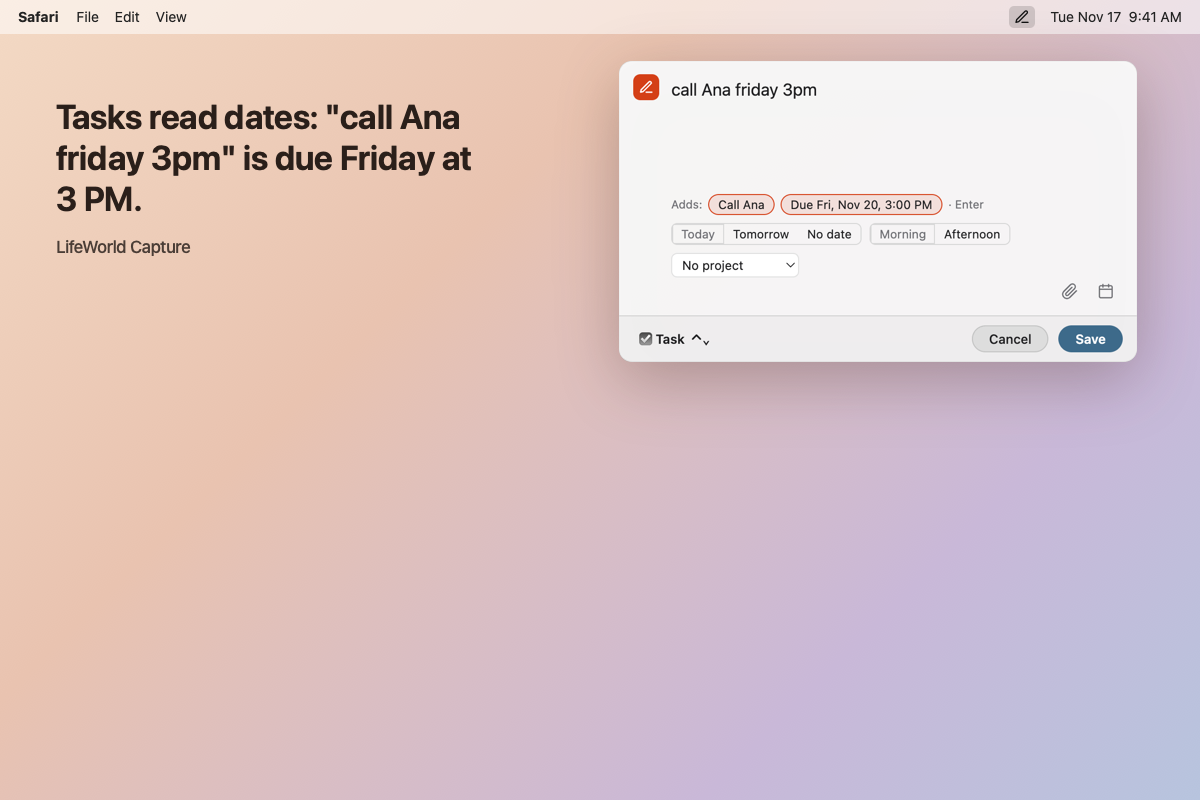 Safari File Edit View Tue Nov 17 9:41 AM
Tasks read dates: "call Ana
friday 3pm" is due Friday at
3 PM.
LifeWorld Capture
call Ana friday 3pm
Adds: Call Ana Due Fri, Nov 20, 3:00 PM · Enter
Today Tomorrow No date Morning Afternoon
No project
Task Cancel Save